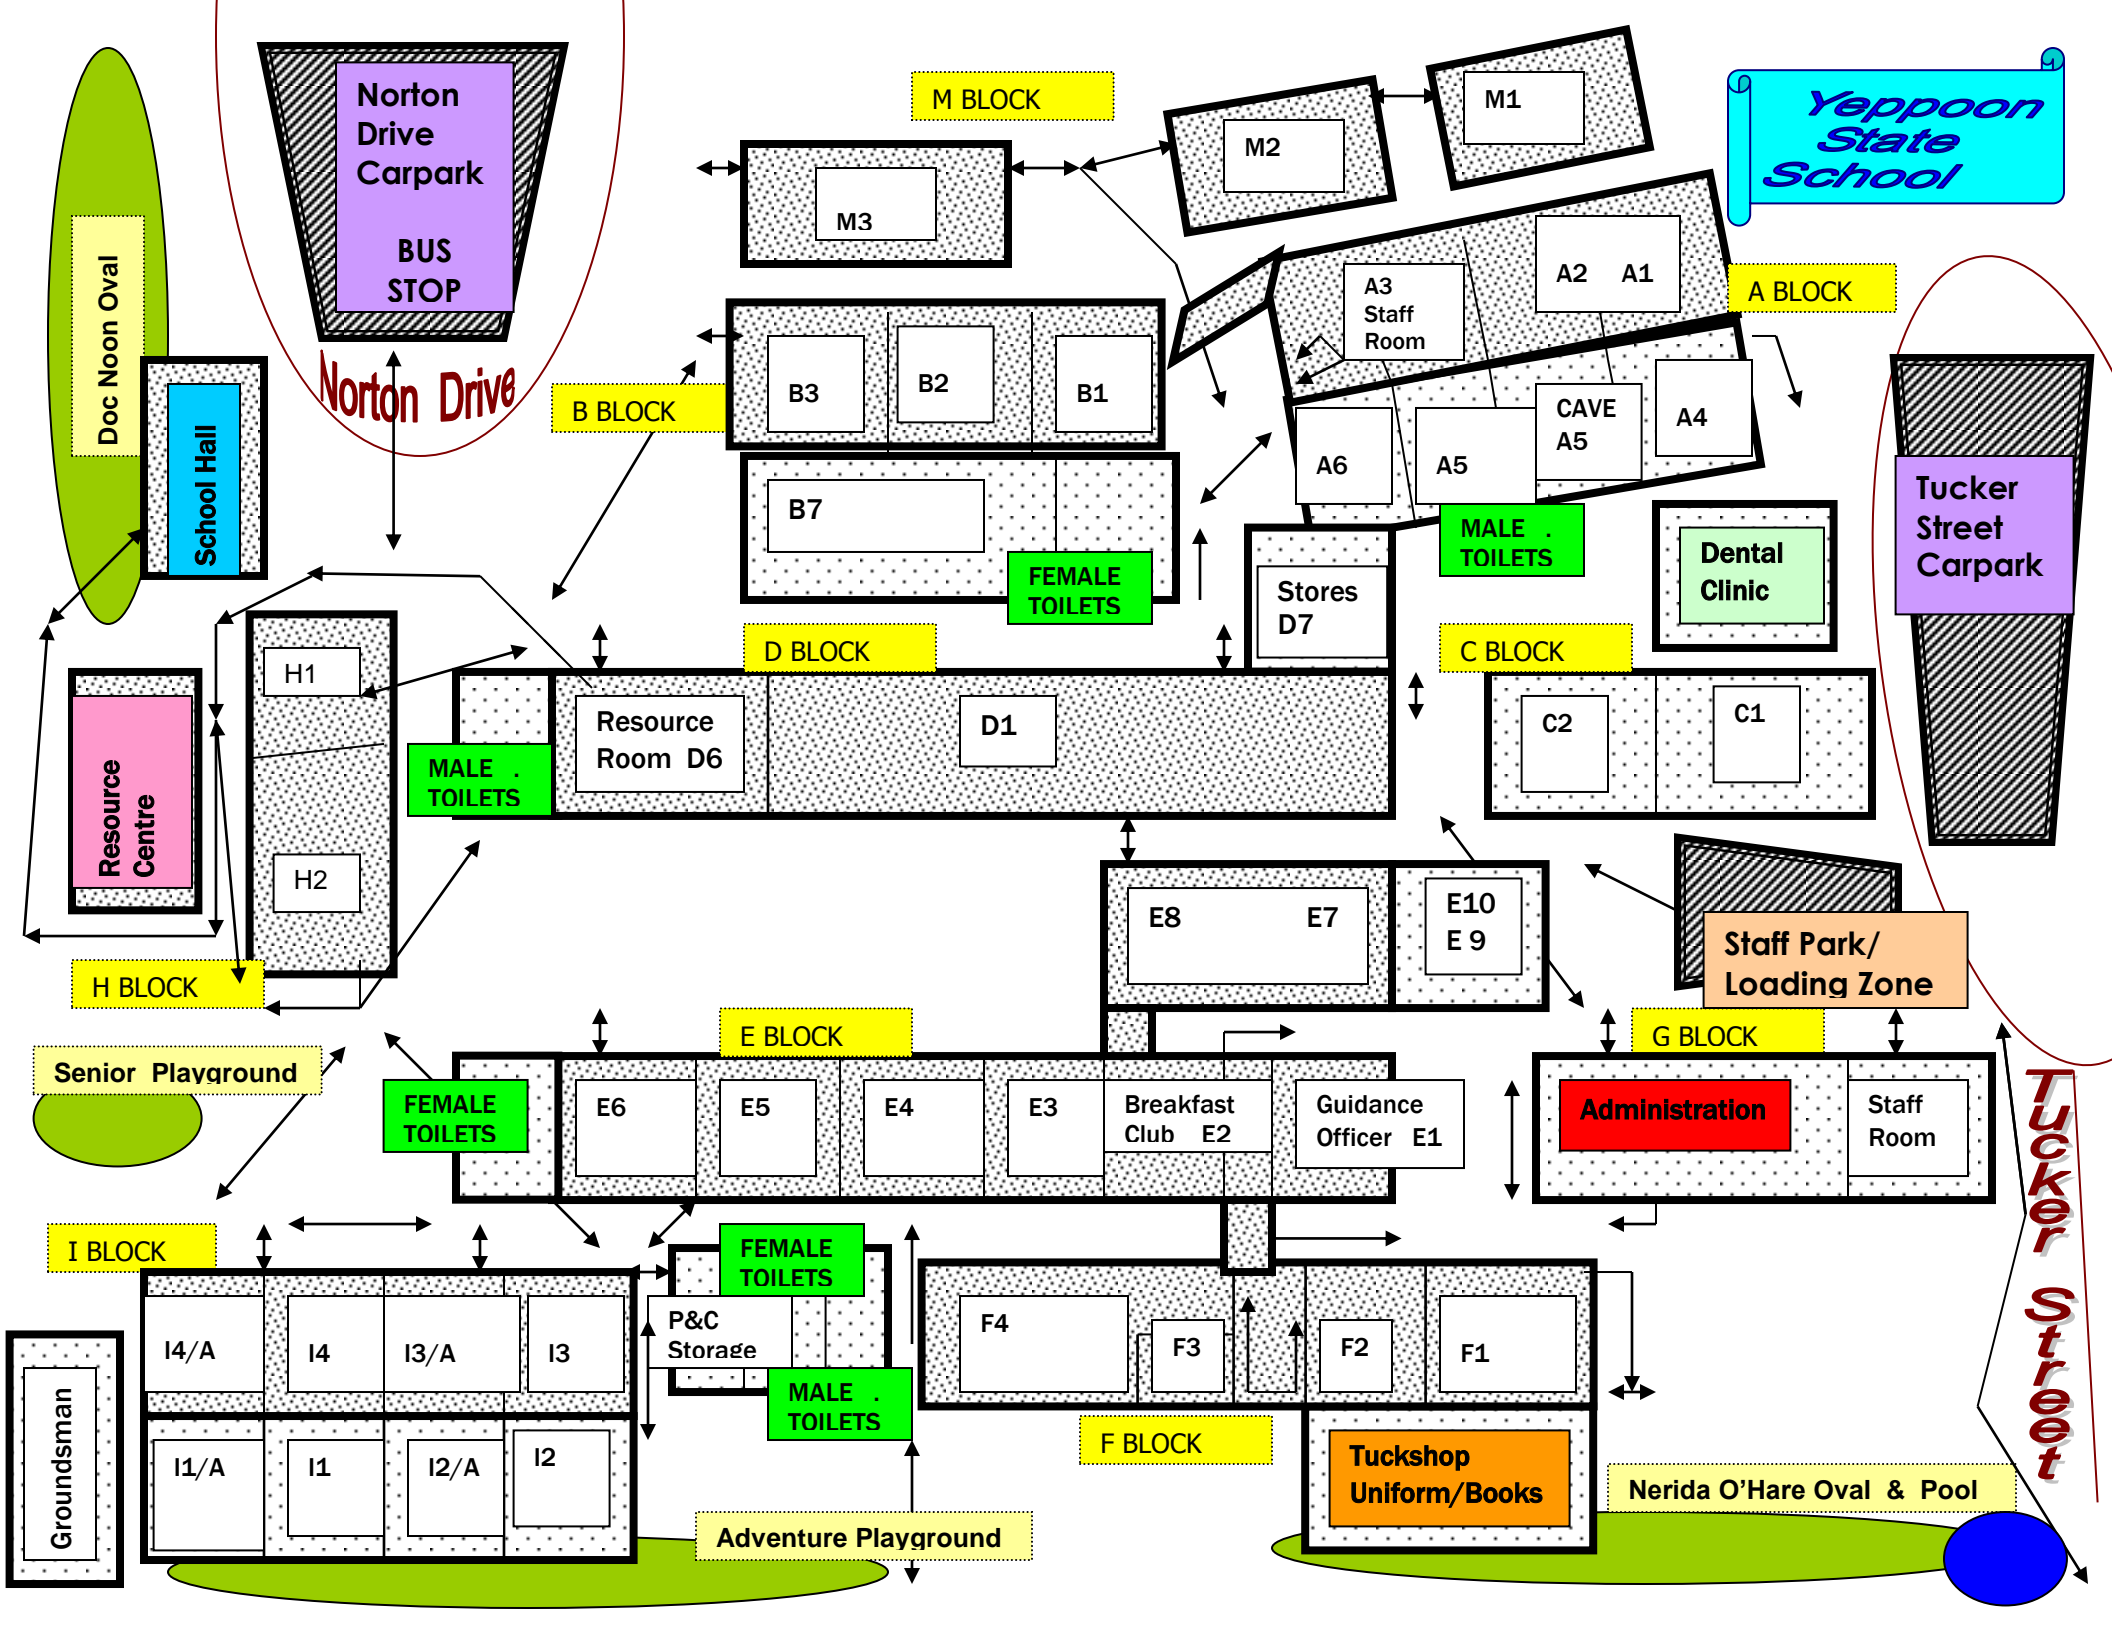 Norton
Drive
Carpark
BUS
STOP
Norton Drive
Doc Noon Oval
School Hall
M BLOCK
M3
M2
M1
Yeppoon
State
School
A BLOCK
A3
Staff
Room
A2 A1
A6
A5
CAVE
A5
A4
MALE .
TOILETS
B BLOCK
B3
B2
B1
B7
FEMALE
TOILETS
Stores
D7
Dental
Clinic
Tucker
Street
Carpark
D BLOCK
Resource
Room D6
D1
MALE .
TOILETS
C BLOCK
C2
C1
H1
H2
Resource
Centre
H BLOCK
E8 E7
E10
E 9
Staff Park/
Loading Zone
Senior Playground
E BLOCK
FEMALE
TOILETS
E6
E5
E4
E3
Breakfast
Club E2
Guidance
Officer E1
G BLOCK
Administration
Staff
Room
Tucker Street
I BLOCK
I4/A
I4
I3/A
I3
I1/A
I1
I2/A
I2
Groundsman
FEMALE
TOILETS
P&C
Storage
MALE .
TOILETS
F4
F3
F2
F1
F BLOCK
Tuckshop
Uniform/Books
Adventure Playground
Nerida O'Hare Oval & Pool